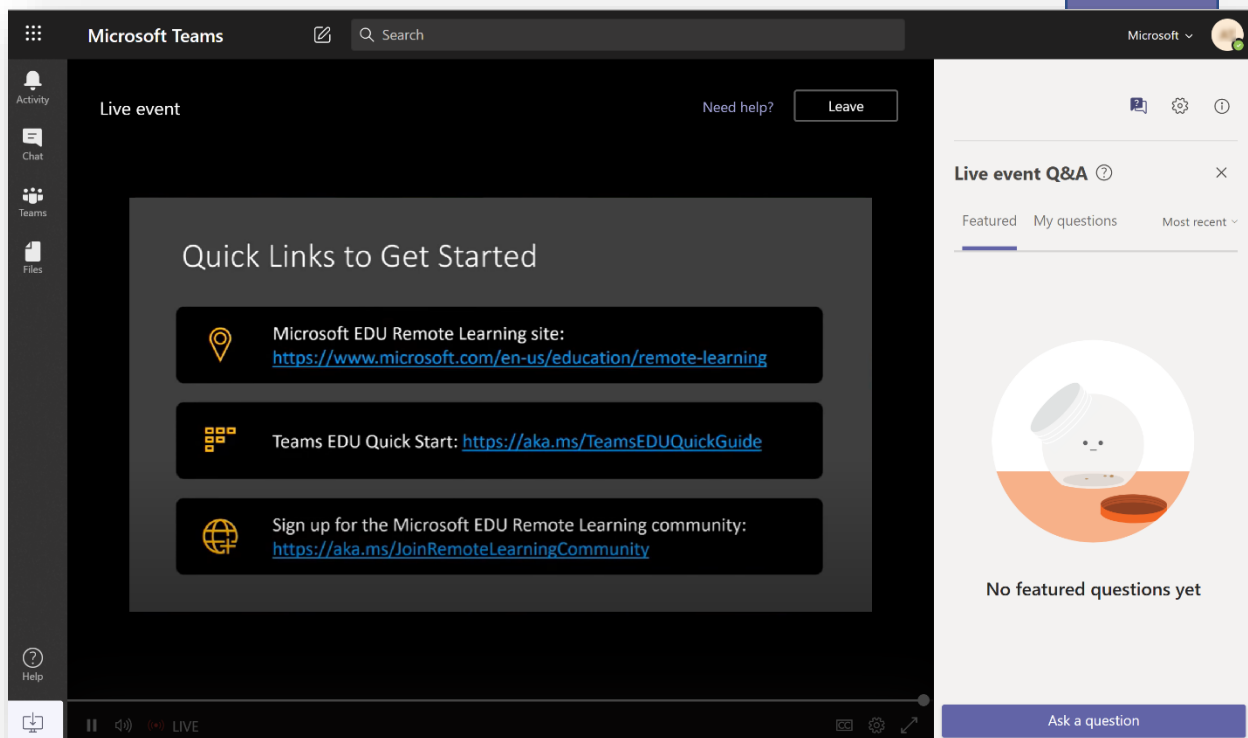 Microsoft Teams
Search
Microsoft
Activity
Chat
Teams
Files
Help
Live event
Need help?
Leave
Quick Links to Get Started
Microsoft EDU Remote Learning site:
https://www.microsoft.com/en-us/education/remote-learning
Teams EDU Quick Start: https://aka.ms/TeamsEDUQuickGuide
Sign up for the Microsoft EDU Remote Learning community:
https://aka.ms/JoinRemoteLearningCommunity
LIVE
CC
Live event Q&A
Featured My questions Most recent
No featured questions yet
Ask a question